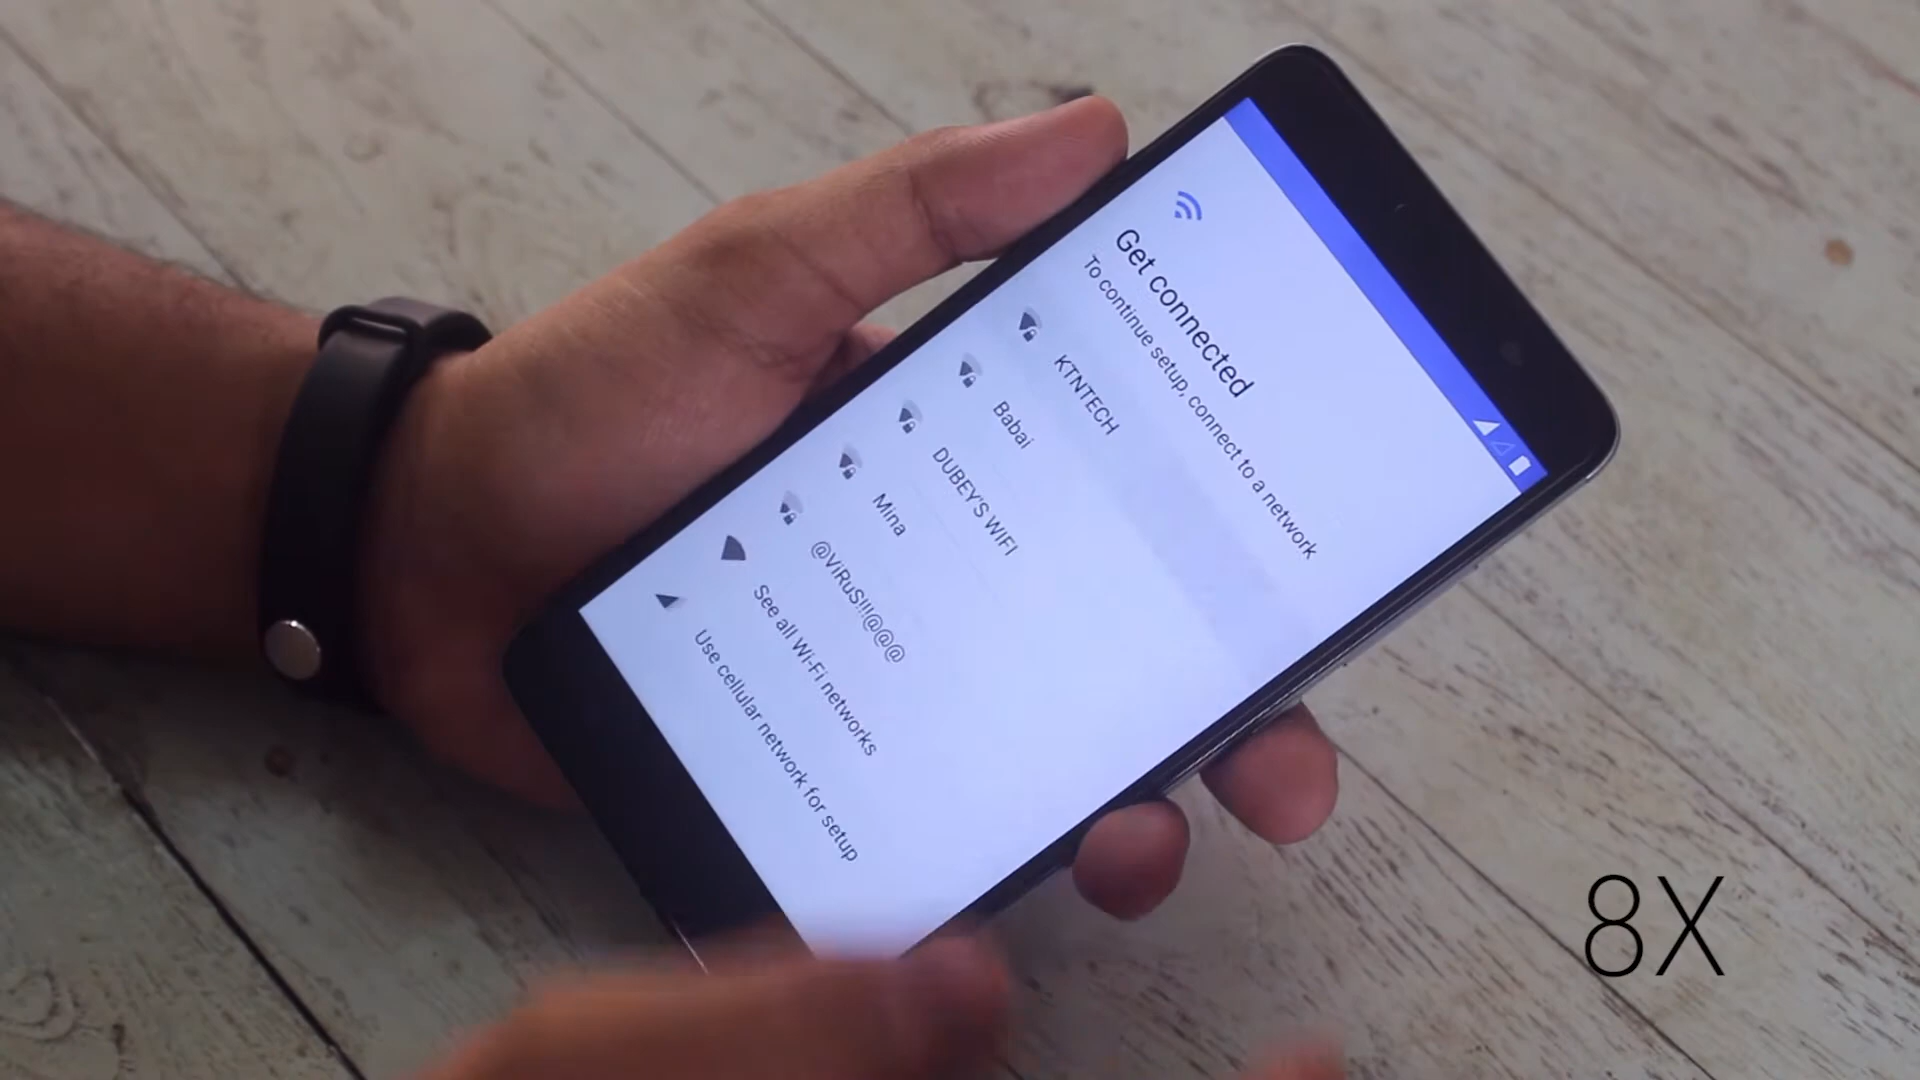 Get connected
To continue setup, connect to a network
KTNTECH
Babai
DUBEY'S WIFI
Mina
@ViRuS!!!@@@
See all Wi-Fi networks
Use cellular network for setup
8X